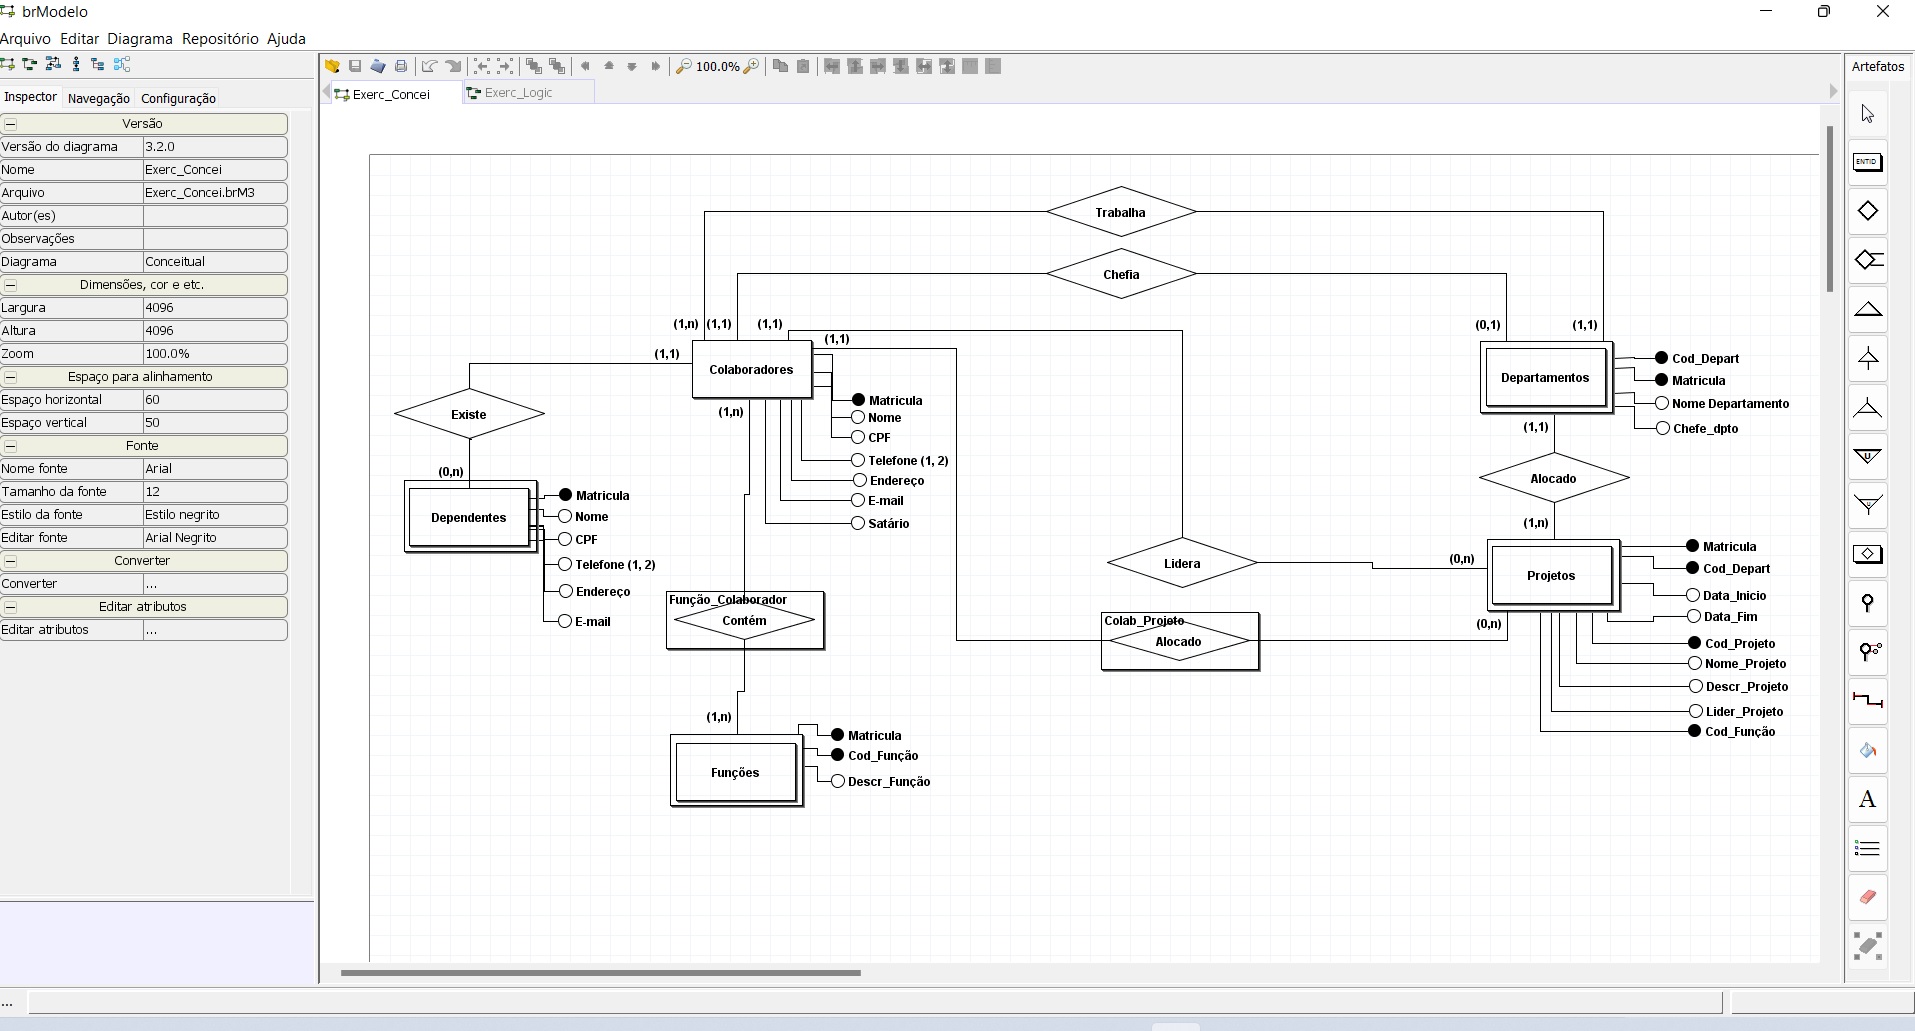 brModelo
Arquivo Editar Diagrama Repositório Ajuda
100.0%
Artefatos
Inspector Navegação Configuração
Exerc_Concei Exerc_Logic
Versão
Versão do diagrama 3.2.0
Nome Exerc_Concei
Arquivo Exerc_Concei.brM3
Autor(es)
Observações
Diagrama Conceitual
Dimensões, cor e etc.
Largura 4096
Altura 4096
Zoom 100.0%
Espaço para alinhamento
Espaço horizontal 60
Espaço vertical 50
Fonte
Nome fonte Arial
Tamanho da fonte 12
Estilo da fonte Estilo negrito
Editar fonte Arial Negrito
Converter
Converter ...
Editar atributos
Editar atributos ...
Trabalha
Chefia
(1,n) (1,1) (1,1)
(0,1) (1,1)
(1,1)
(1,1)
Colaboradores
(1,n)
Matricula
Nome
CPF
Telefone (1, 2)
Endereço
E-mail
Satário
Departamentos
Cod_Depart
Matricula
Nome Departamento
Chefe_dpto
(1,1)
Alocado
(1,n)
Existe
(0,n)
Dependentes
Matricula
Nome
CPF
Telefone (1, 2)
Endereço
E-mail
Lidera
(0,n)
Projetos
Matricula
Cod_Depart
Data_Inicio
Data_Fim
Cod_Projeto
Nome_Projeto
Descr_Projeto
Lider_Projeto
Cod_Função
Função_Colaborador
Contém
Colab_Projeto
Alocado
(0,n)
(1,n)
Funções
Matricula
Cod_Função
Descr_Função
ENTID
U
A
...